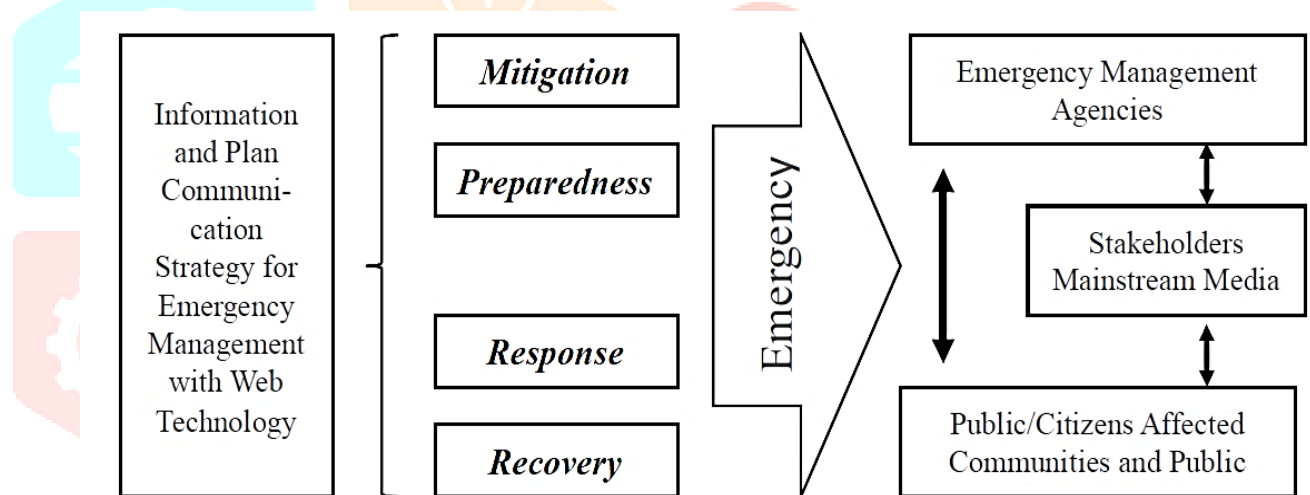 Information
and Plan
Communi-
cation
Strategy for
Emergency
Management
with Web
Technology
Mitigation
Preparedness
Response
Recovery
Emergency
Emergency Management
Agencies
Stakeholders
Mainstream Media
Public/Citizens Affected
Communities and Public